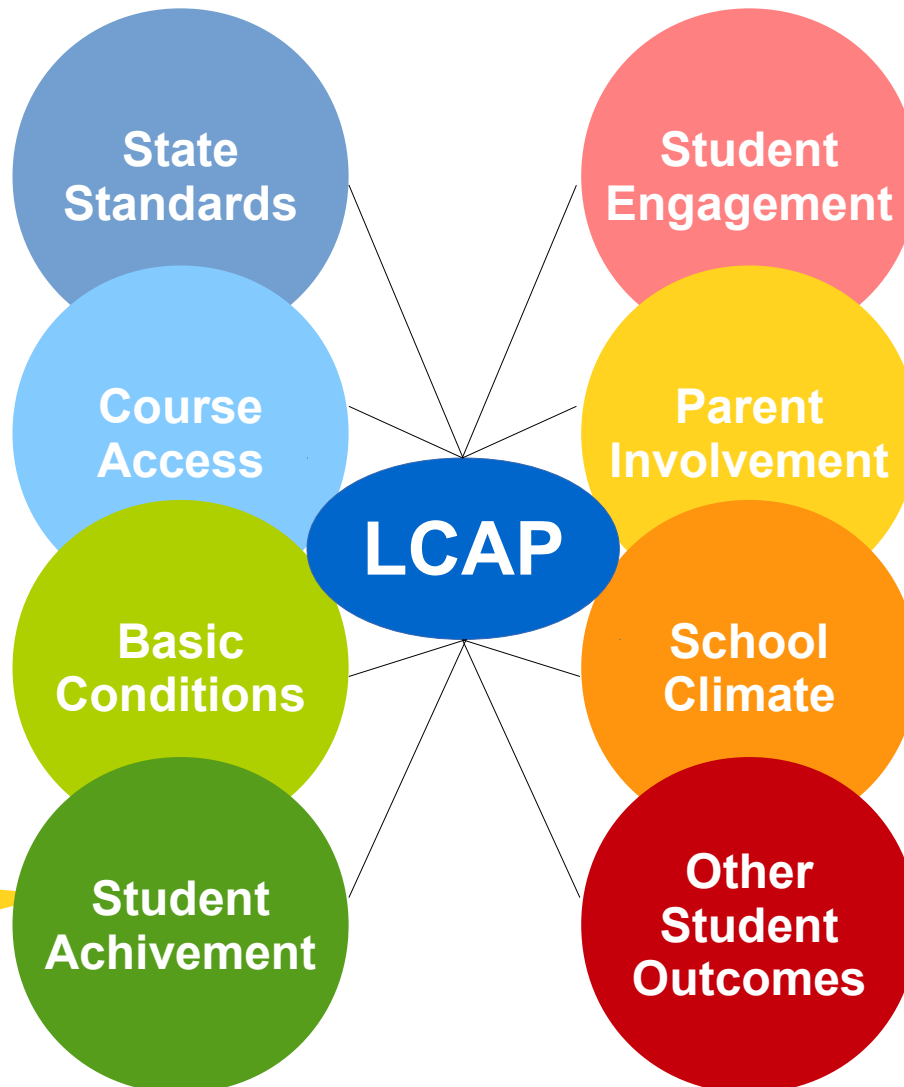 State
Standards
Course
Access
Basic
Conditions
Student
Achivement
LCAP
Student
Engagement
Parent
Involvement
School
Climate
Other
Student
Outcomes